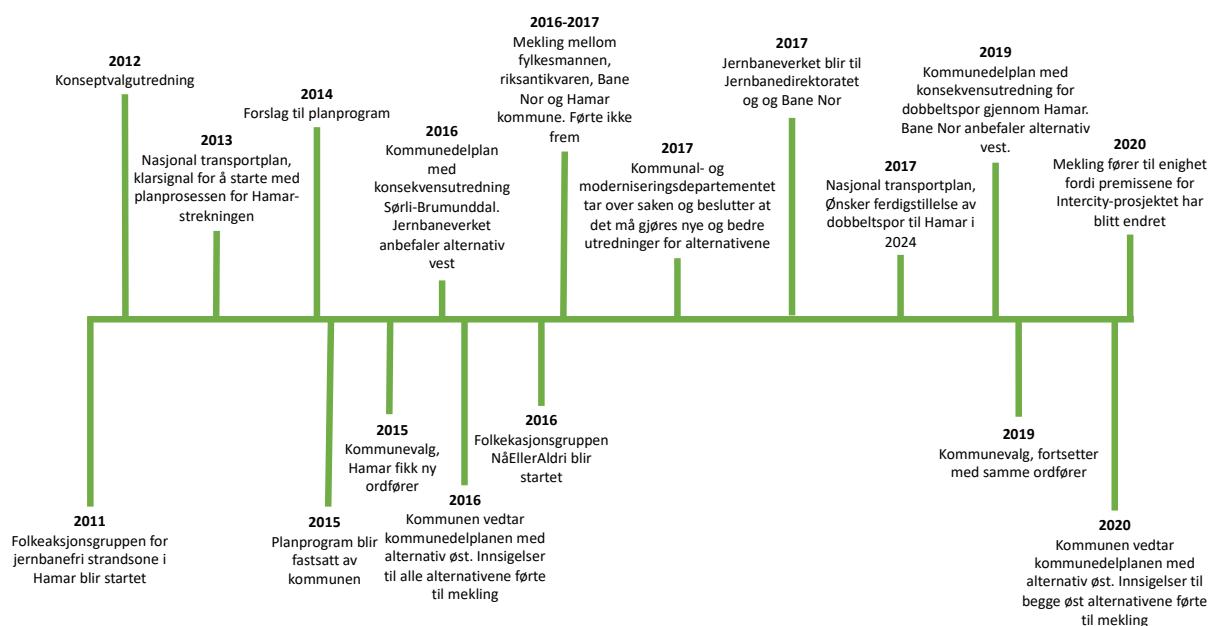 2012
Konseptvalgutredning
2013
Nasjonal transportplan,
klarsignal for å starte med
planprosessen for Hamar-
strekningen
2014
Forslag til planprogram
2016
Kommunedelplan
med
konsekvensutredning
Sørli-Brumunddal.
Jernbaneverket
anbefaler alternativ
vest
2016-2017
Mekling mellom
fylkesmannen,
riksantikvaren, Bane
Nor og Hamar
kommune. Førte ikke
frem
2017
Kommunal- og
moderniseringsdepartementet
tar over saken og beslutter at
det må gjøres nye og bedre
utredninger for alternativene
2017
Jernbaneverket blir til
Jernbanedirektoratet
og og Bane Nor
2017
Nasjonal transportplan,
Ønsker ferdigstillelse av
dobbeltspor til Hamar i
2024
2019
Kommunedelplan med
konsekvensutredning for
dobbeltspor gjennom Hamar.
Bane Nor anbefaler alternativ
vest.
2020
Mekling fører til enighet
fordi premissene for
Intercity-prosjektet har
blitt endret
2011
Folkeaksjonsgruppen for
jernbanefri strandsone i
Hamar blir startet
2015
Planprogram blir
fastsatt av
kommunen
2015
Kommunevalg,
Hamar fikk ny
ordfører
2016
Kommunen vedtar
kommunedelplanen med
alternativ øst. Innsigelser
til alle alternativene førte
til mekling
2016
Folkekasjonsgruppen
NåEllerAldri blir
startet
2019
Kommunevalg, fortsetter
med samme ordfører
2020
Kommunen vedtar
kommunedelplanen med
alternativ øst. Innsigelser til
begge øst alternativene førte
til mekling